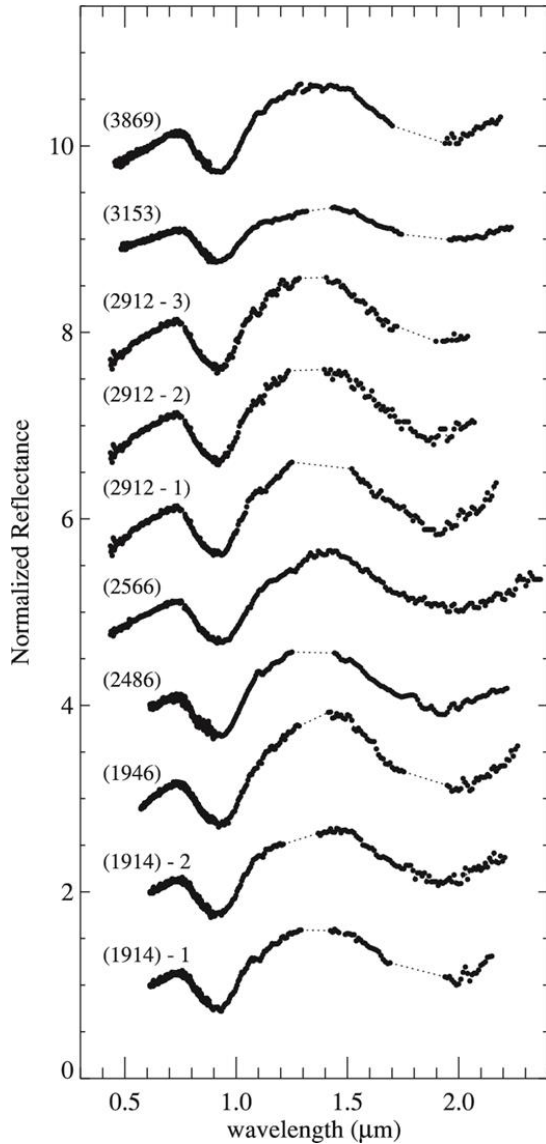 10
8
6
4
2
0
Normalized Reflectance
(3869)
(3153)
(2912 - 3)
(2912 - 2)
(2912 - 1)
(2566)
(2486)
(1946)
(1914) - 2
(1914) - 1
0.5 1.0 1.5 2.0
wavelength (μm)